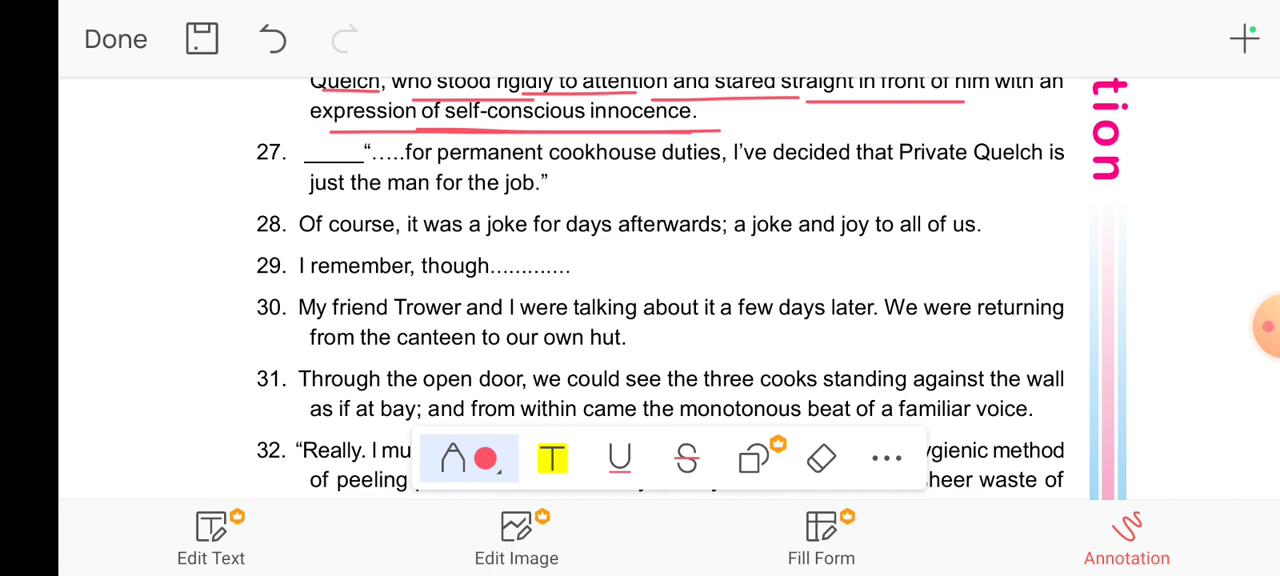 Done
Quelch, who stood rigidly to attention and stared straight in front of him with an
expression of self-conscious innocence.
tion
27. _____“…..for permanent cookhouse duties, I’ve decided that Private Quelch is
just the man for the job.”
28. Of course, it was a joke for days afterwards; a joke and joy to all of us.
29. I remember, though.............
30. My friend Trower and I were talking about it a few days later. We were returning
from the canteen to our own hut.
31. Through the open door, we could see the three cooks standing against the wall
as if at bay; and from within came the monotonous beat of a familiar voice.
32. “Really. I mu ygienic method
of peeling heer waste of
Edit Text
Edit Image
Fill Form
Annotation